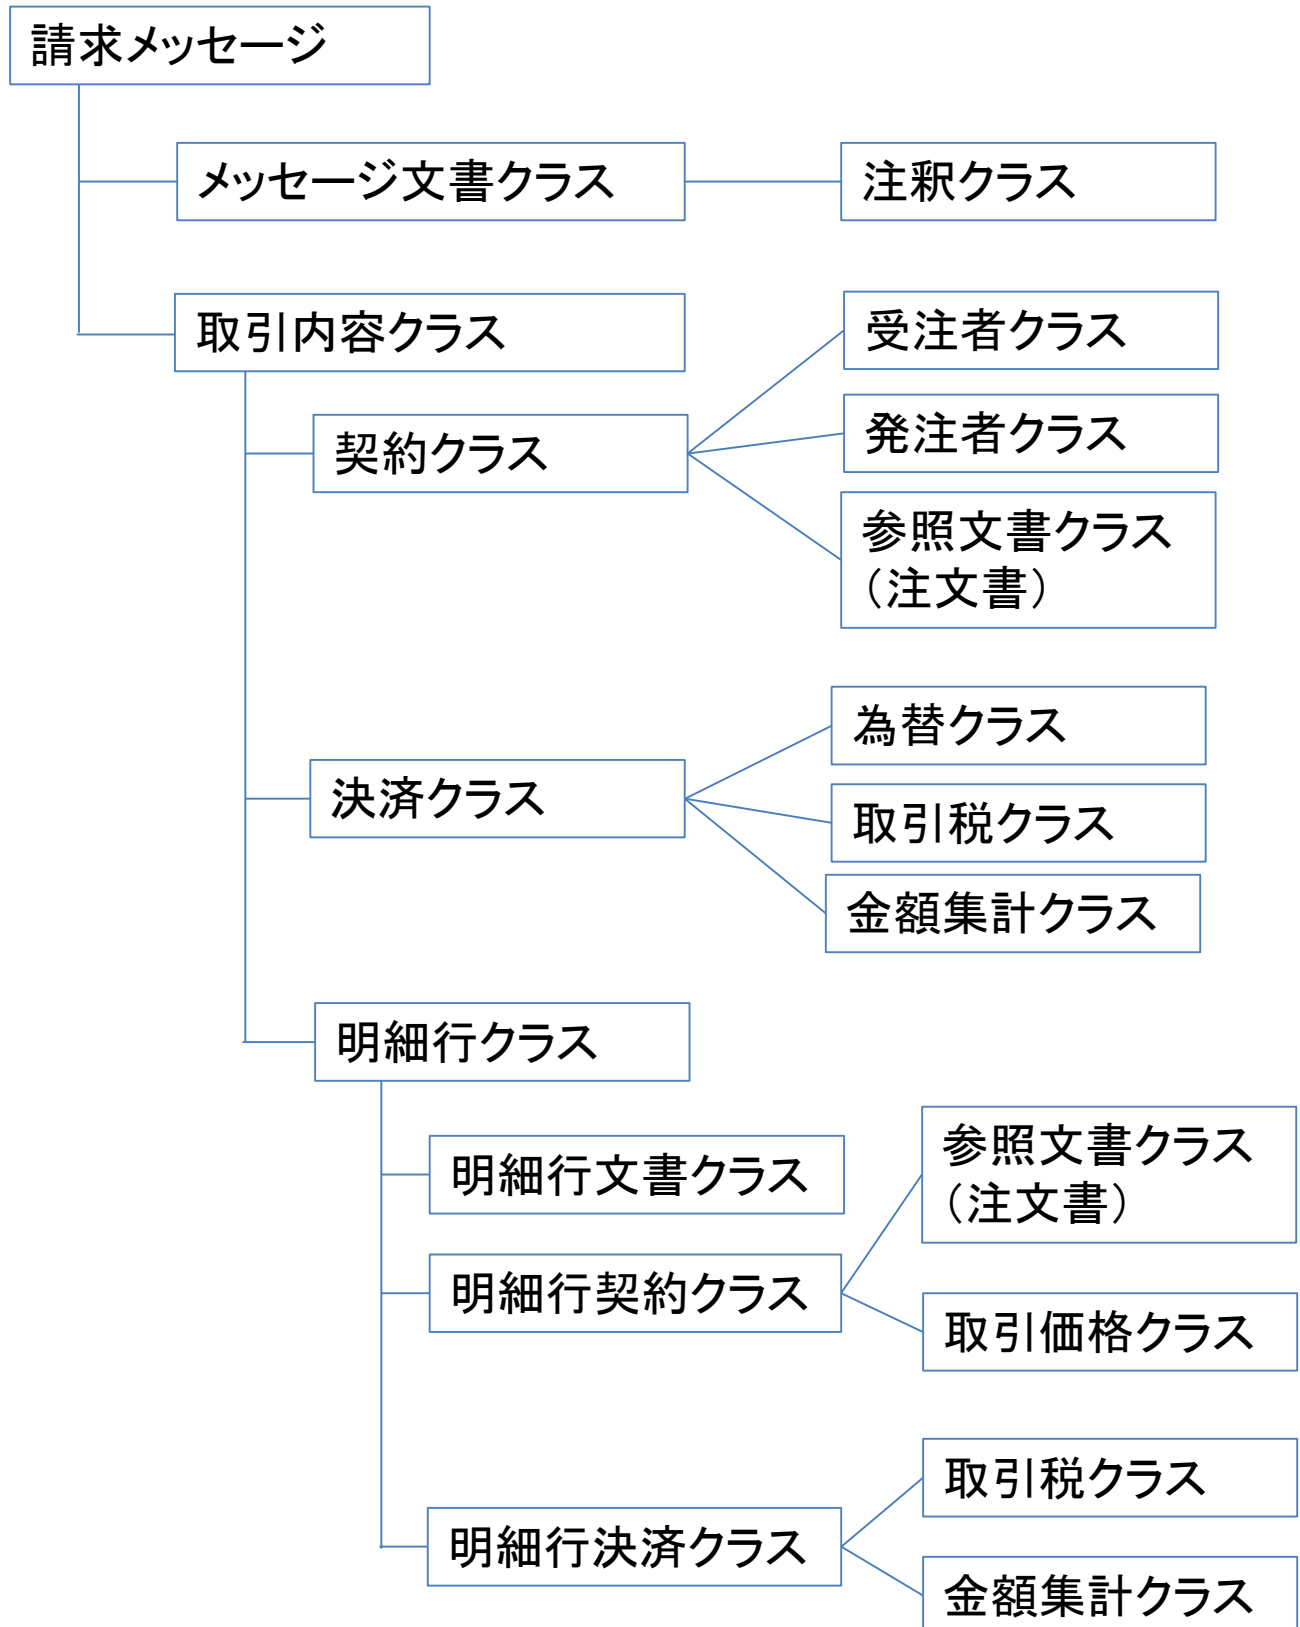 請求メッセージ
メッセージ文書クラス
注釈クラス
取引内容クラス
受注者クラス
契約クラス
発注者クラス
参照文書クラス
（注文書）
為替クラス
決済クラス
取引税クラス
金額集計クラス
明細行クラス
明細行文書クラス
参照文書クラス
（注文書）
明細行契約クラス
取引価格クラス
取引税クラス
明細行決済クラス
金額集計クラス